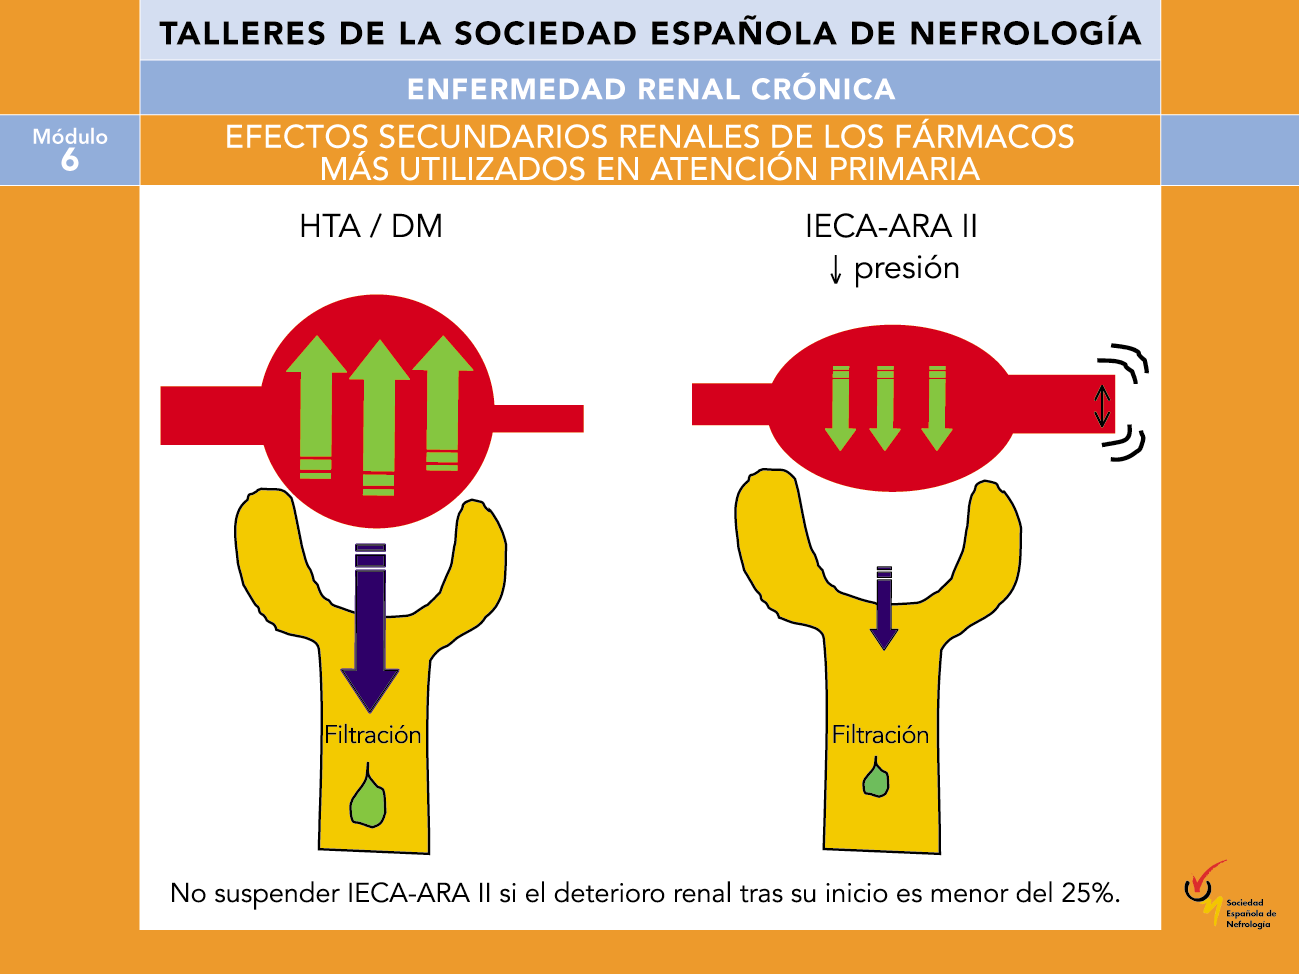 TALLERES DE LA SOCIEDAD ESPAÑOLA DE NEFROLOGÍA
ENFERMEDAD RENAL CRÓNICA
Módulo
6
EFECTOS SECUNDARIOS RENALES DE LOS FÁRMACOS
MÁS UTILIZADOS EN ATENCIÓN PRIMARIA
HTA / DM
IECA-ARA II
↓ presión
Filtración
Filtración
No suspender IECA-ARA II si el deterioro renal tras su inicio es menor del 25%.
Sociedad
Española de
Nefrología